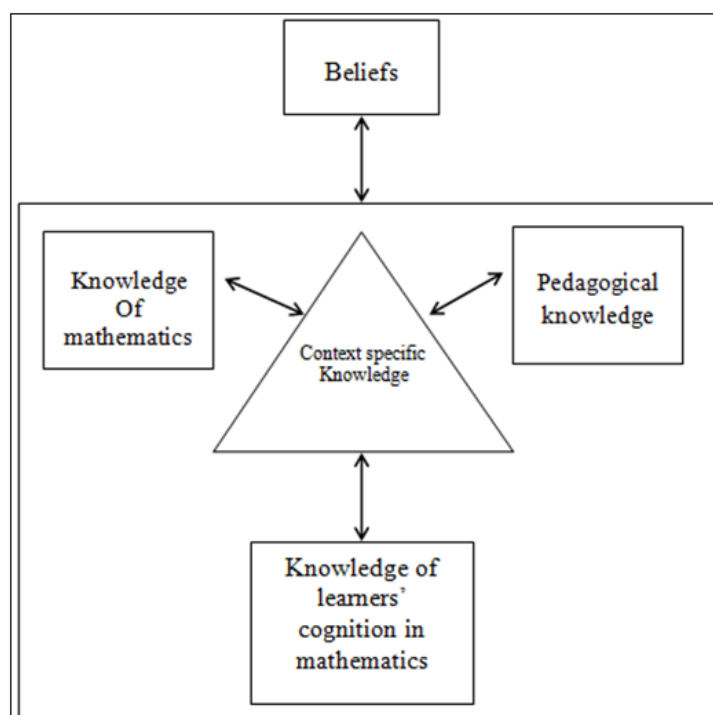 Beliefs
Knowledge
Of
mathematics
Pedagogical
knowledge
Context specific
Knowledge
Knowledge of
learners’
cognition in
mathematics